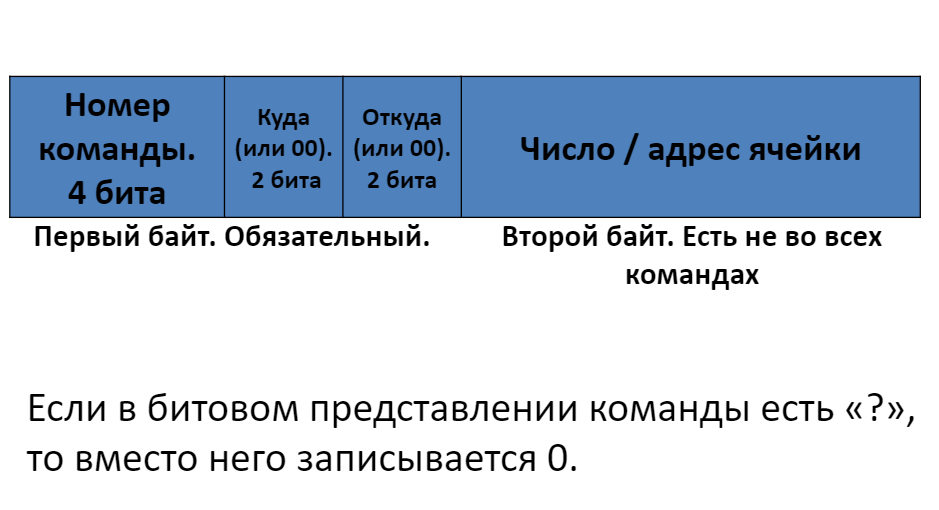 Номер
команды.
4 бита
Куда
(или 00).
2 бита
Откуда
(или 00).
2 бита
Число / адрес ячейки
Первый байт. Обязательный.
Второй байт. Есть не во всех
командах
Если в битовом представлении команды есть «?»,
то вместо него записывается 0.